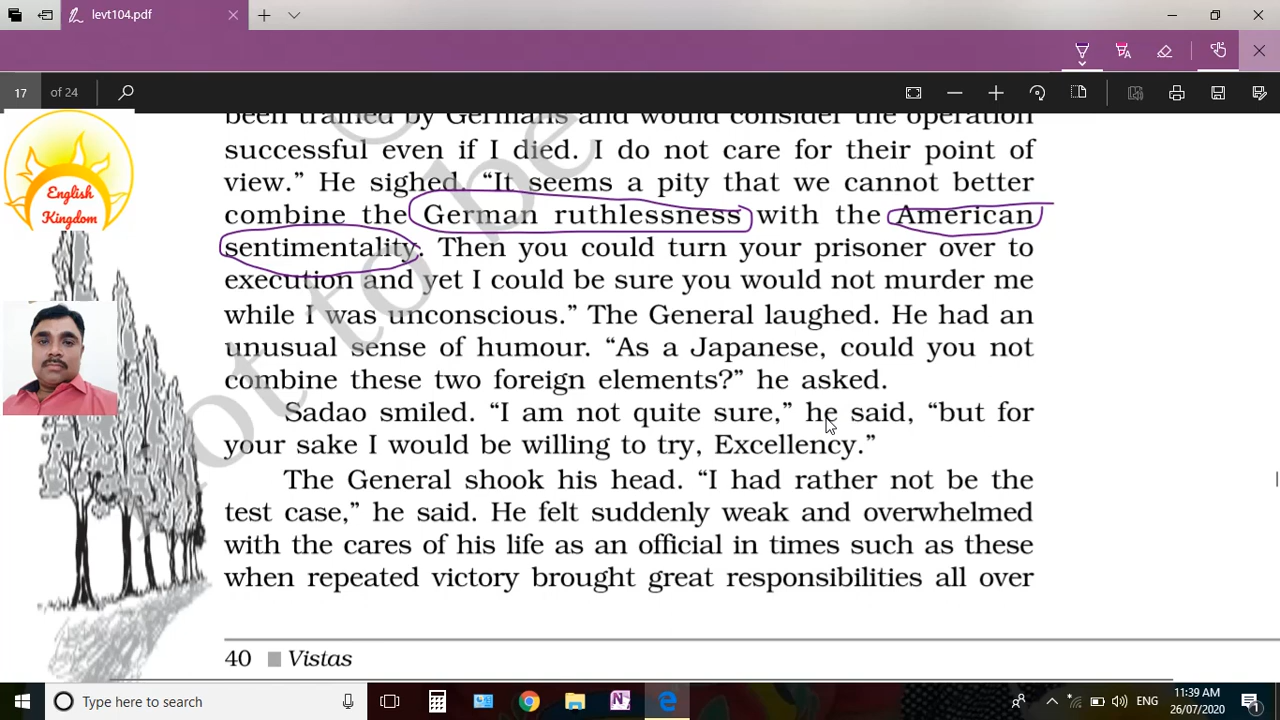 levt104.pdf
17 of 24
English
Kingdom
been trained by Germans and would consider the operation
successful even if I died. I do not care for their point of
view.” He sighed. “It seems a pity that we cannot better
combine the German ruthlessness with the American
sentimentality. Then you could turn your prisoner over to
execution and yet I could be sure you would not murder me
while I was unconscious.” The General laughed. He had an
unusual sense of humour. “As a Japanese, could you not
combine these two foreign elements?” he asked.
Sadao smiled. “I am not quite sure,” he said, “but for
your sake I would be willing to try, Excellency.”
The General shook his head. “I had rather not be the
test case,” he said. He felt suddenly weak and overwhelmed
with the cares of his life as an official in times such as these
when repeated victory brought great responsibilities all over
not to be
40 Vistas
Type here to search
ENG
11:39 AM
26/07/2020
1